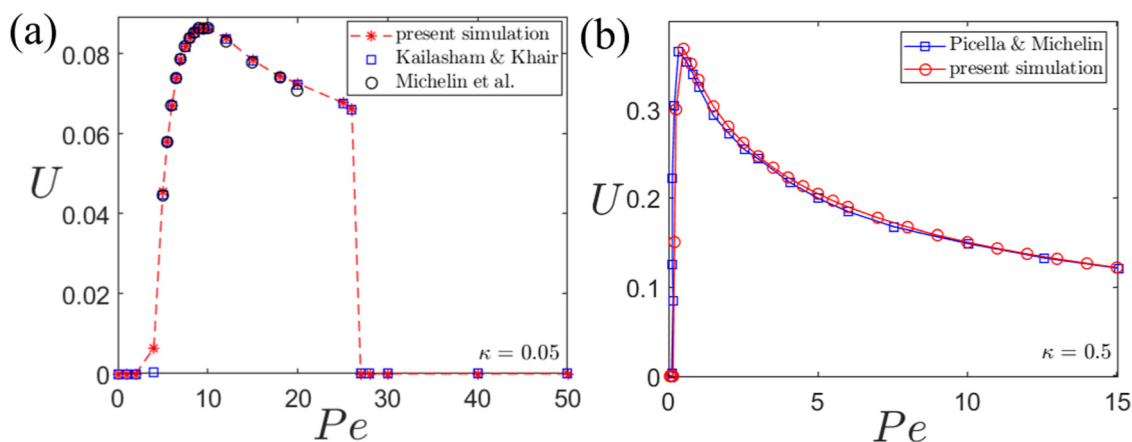 (a)
0.08
0.06
0.04
0.02
0
U
present simulation
Kailasham & Khair
Michelin et al.
κ = 0.05
0 10 20 30 40 50
Pe
(b)
0.3
0.2
0.1
0
U
Picella & Michelin
present simulation
κ = 0.5
0 5 10 15
Pe